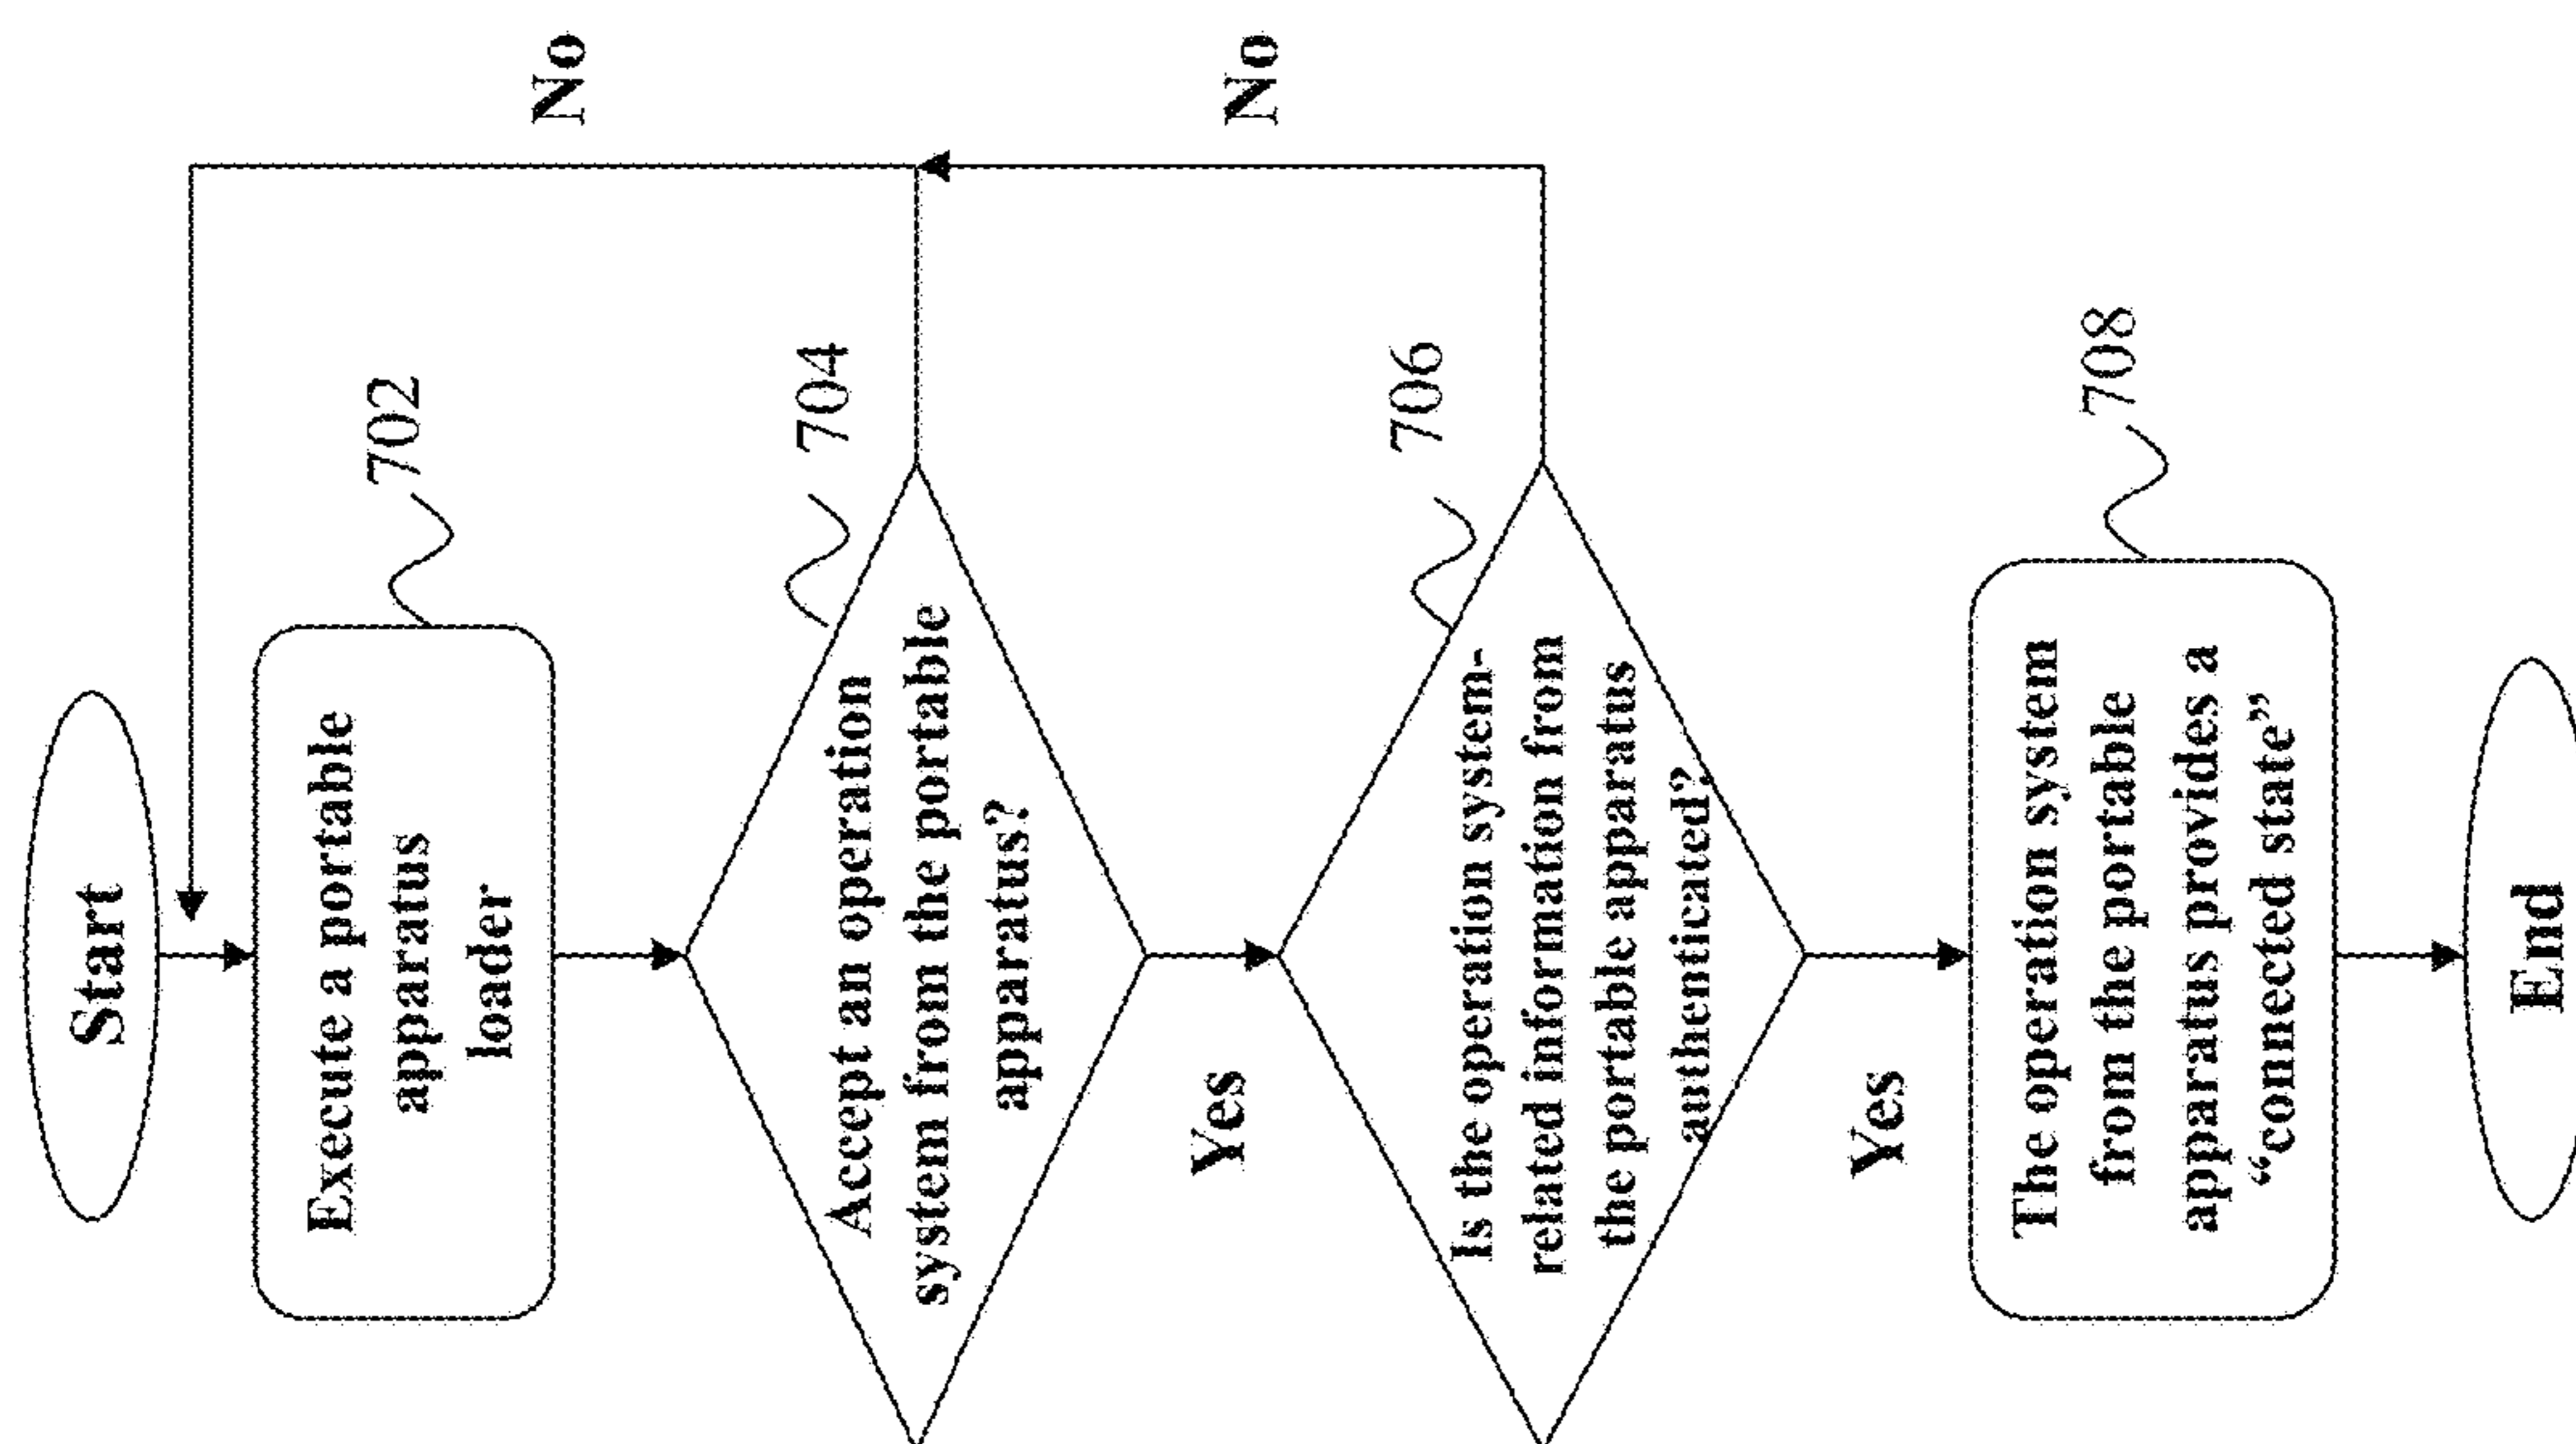 Start
Execute a portable
apparatus
loader
702
Accept an operation
system from the portable
apparatus?
704
No
Yes
Is the operation system-
related information from
the portable apparatus
authenticated?
706
No
Yes
The operation system
from the portable
apparatus provides a
“connected state”
708
End